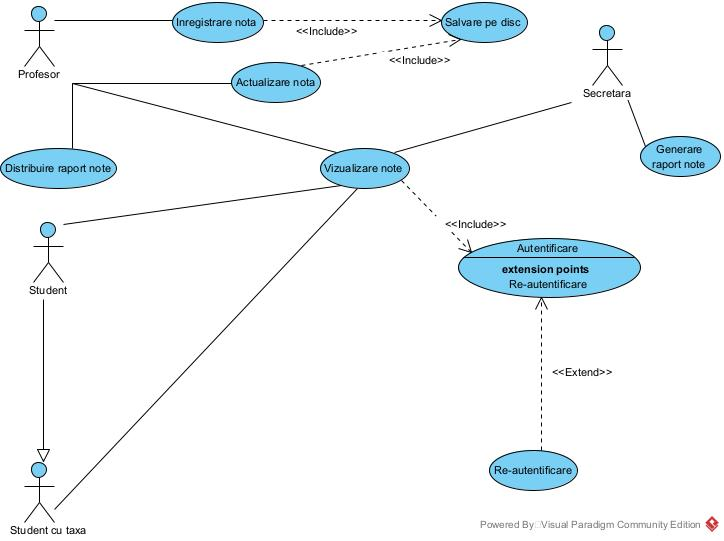 Inregistrare nota
<<Include>>
Salvare pe disc
Profesor
<<Include>>
Actualizare nota
Secretara
Distribuire raport note
Vizualizare note
Generare
raport note
<<Include>>
Student
Autentificare
extension points
Re-autentificare
<<Extend>>
Re-autentificare
Student cu taxa
Powered By Visual Paradigm Community Edition